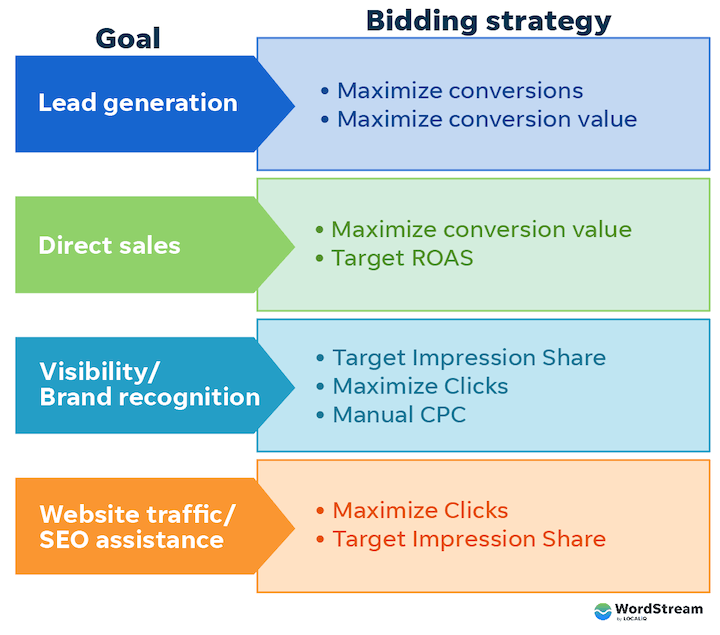 Goal
Bidding strategy
Lead generation
• Maximize conversions
• Maximize conversion value
Direct sales
• Maximize conversion value
• Target ROAS
Visibility/
Brand recognition
• Target Impression Share
• Maximize Clicks
• Manual CPC
Website traffic/
SEO assistance
• Maximize Clicks
• Target Impression Share
WordStream
by LOCALiQ